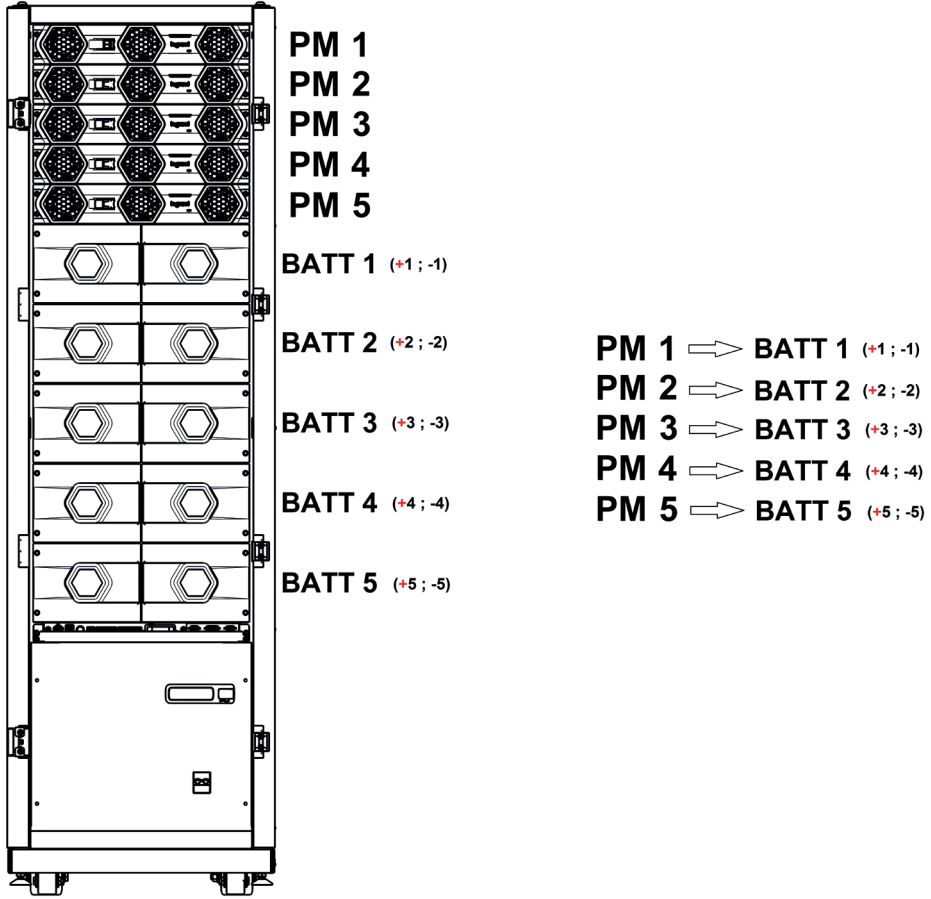 PM 1
PM 2
PM 3
PM 4
PM 5
BATT 1 (+1 ; -1)
BATT 2 (+2 ; -2)
BATT 3 (+3 ; -3)
BATT 4 (+4 ; -4)
BATT 5 (+5 ; -5)
PM 1 BATT 1 (+1 ; -1)
PM 2 BATT 2 (+2 ; -2)
PM 3 BATT 3 (+3 ; -3)
PM 4 BATT 4 (+4 ; -4)
PM 5 BATT 5 (+5 ; -5)